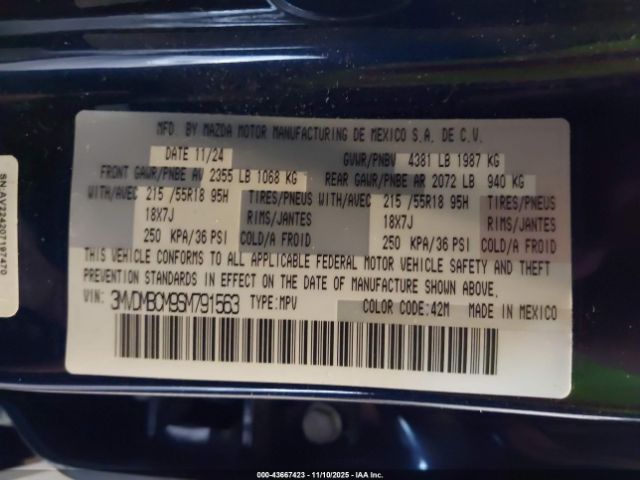 MFD. BY MAZDA MOTOR MANUFACTURING DE MEXICO S.A. DE C.V.
DATE 11/24 GVWR/PNBV 4381 LB 1987 KG
FRONT GAWR/PNBE AV 2355 LB 1068 KG REAR GAWR/PNBE AR 2072 LB 940 KG
WITH/AVEC 215 /55R18 95H TIRES/PNEUS WITH/AVEC 215 /55R18 95H TIRES/PNEUS
18X7J RIMS/JANTES 18X7J RIMS/JANTES
250 KPA/36 PSI COLD/A FROID 250 KPA/36 PSI COLD/A FROID
THIS VEHICLE CONFORMS TO ALL APPLICABLE FEDERAL MOTOR VEHICLE SAFETY AND THEFT
PREVENTION STANDARDS IN EFFECT ON THE DATE OF MANUFACTURE SHOWN ABOVE.
VIN: 3MVDMBCM9SM791563 TYPE:MPV COLOR CODE:42M MADE IN MEXICO
SN:AV224207197470
000-43667423 - 11/10/2025 - IAA Inc.